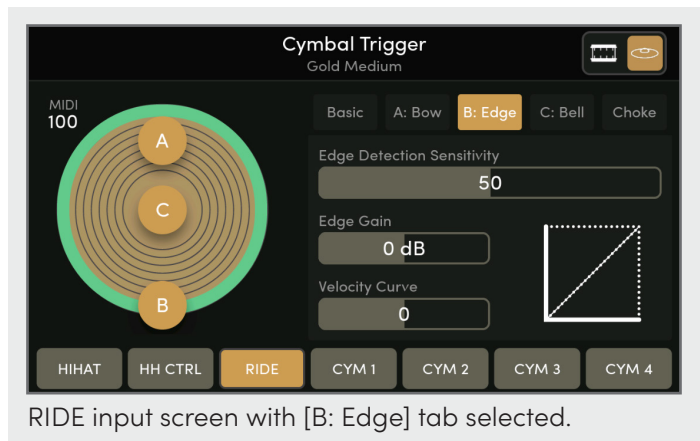 Cymbal Trigger
Gold Medium
MIDI
100
A
C
B
Basic A: Bow B: Edge C: Bell Choke
Edge Detection Sensitivity
50
Edge Gain
0 dB
Velocity Curve
0
HIHAT HH CTRL RIDE CYM 1 CYM 2 CYM 3 CYM 4
RIDE input screen with [B: Edge] tab selected.